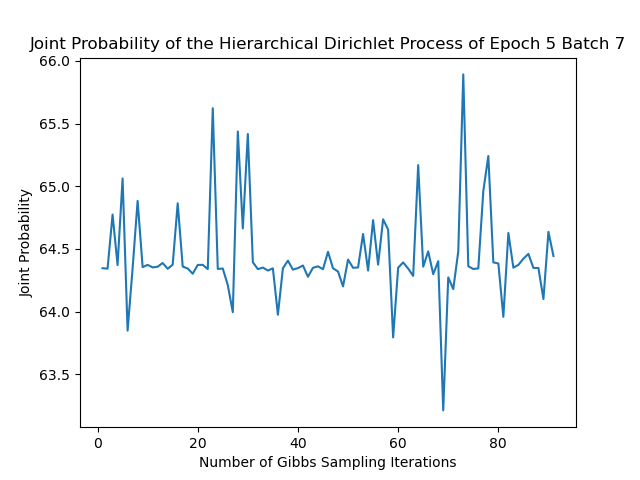 Joint Probability of the Hierarchical Dirichlet Process of Epoch 5 Batch 7
66.0
65.5
65.0
64.5
64.0
63.5
Joint Probability
0 20 40 60 80
Number of Gibbs Sampling Iterations